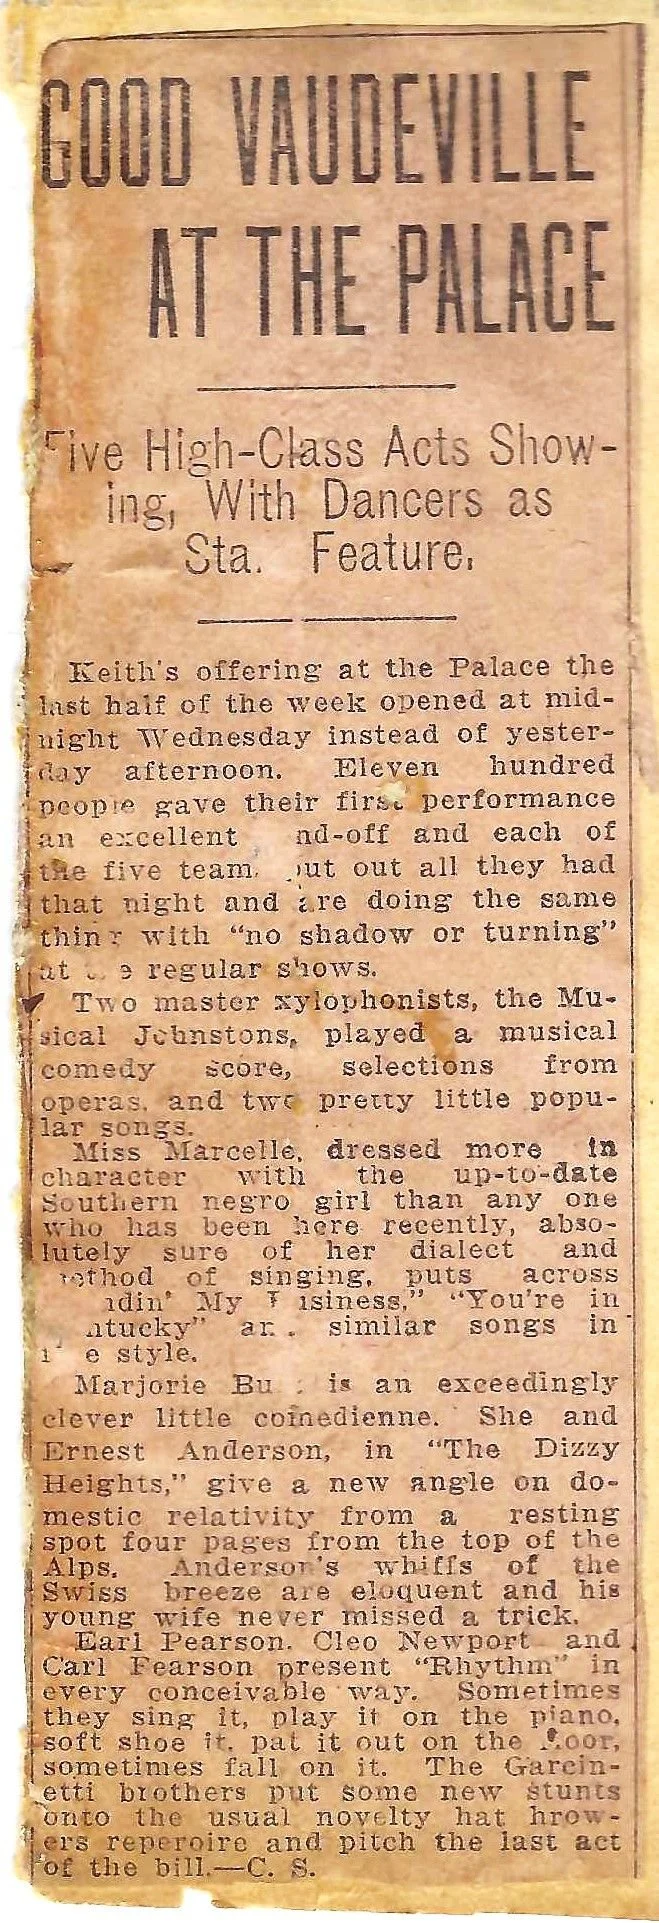 GOOD VAUDEVILLE
AT THE PALACE
Five High-Class Acts Show-
ing, With Dancers as
Sta. Feature.
Keith's offering at the Palace the
last half of the week opened at mid-
night Wednesday instead of yester-
day afternoon. Eleven hundred
people gave their first performance
an excellent nd-off and each of
the five team out out all they had
that night and are doing the same
thing with "no shadow or turning"
at regular shows.
Two master xylophonists, the Mu-
sical Johnstons, played a musical
comedy score, selections from
operas, and two pretty little popu-
lar songs.
Miss Marcelle, dressed more in
character with the up-to-date
Southern negro girl than any one
who has been here recently, abso-
lutely sure of her dialect and
method of singing, puts across
My "You're in
similar songs in
style.
Marjorie is an exceedingly
clever little comedienne. She and
Ernest Anderson, in "The Dizzy
Heights," give a new angle on do-
mestic relativity from a resting
spot four pages from the top of the
Alps. Anderson's whiffs of the
Swiss breeze are eloquent and his
young wife never missed a trick.
Earl Pearson, Cleo Newport and
Carl Fearson present "Rhythm" in
every conceivable way. Sometimes
they sing it, play it on the piano,
soft shoe it, pat it out on the floor,
sometimes fall on it. The Garcin-
etti brothers put some new stunts
onto the usual novelty hat hrow-
ers reperoire and pitch the last act
of the bill.—C. S.